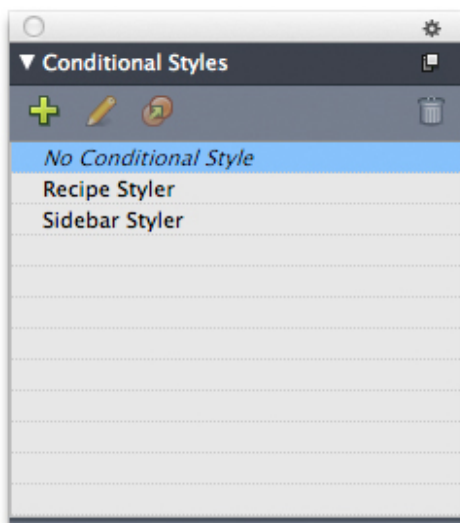 Conditional Styles
No Conditional Style
Recipe Styler
Sidebar Styler